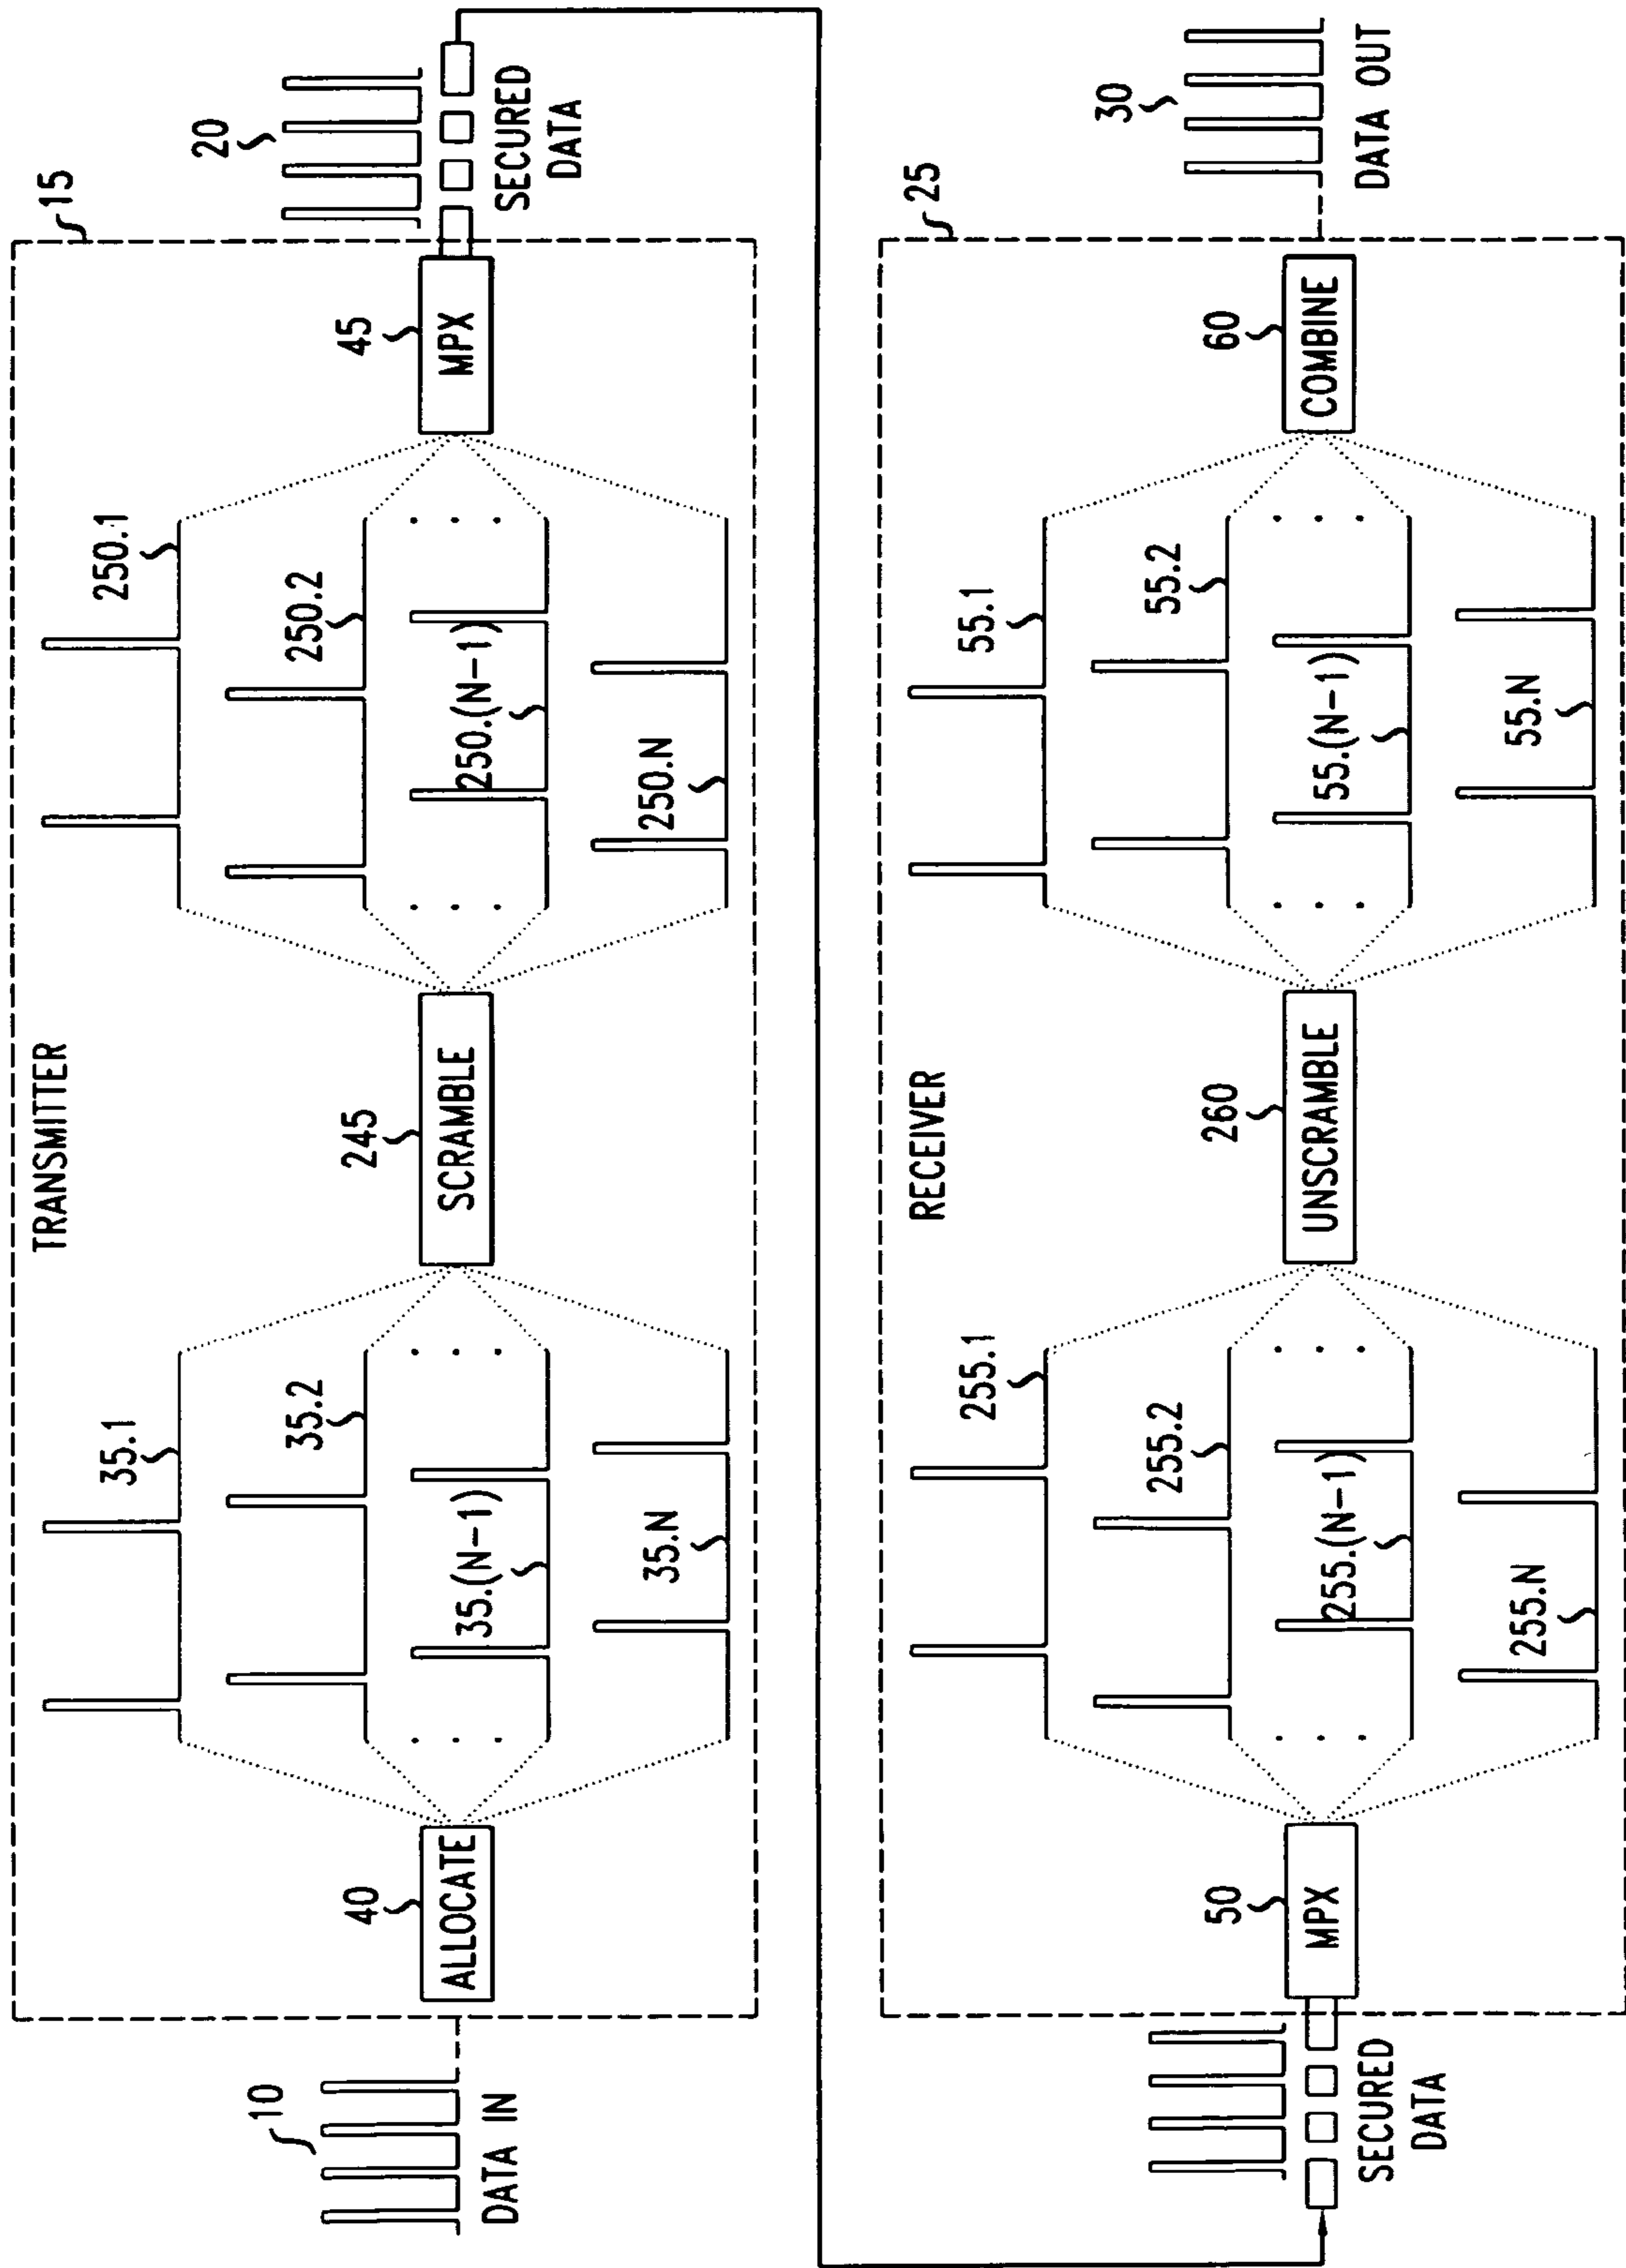 TRANSMITTER
15
10
DATA IN
40
ALLOCATE
35.1
35.2
35.(N-1)
35.N
245
SCRAMBLE
250.1
250.2
250.(N-1)
250.N
45
MPX
20
SECURED
DATA
RECEIVER
25
SECURED
DATA
50
MPX
255.1
255.2
255.(N-1)
255.N
260
UNSCRAMBLE
55.1
55.2
55.(N-1)
55.N
60
COMBINE
30
DATA OUT